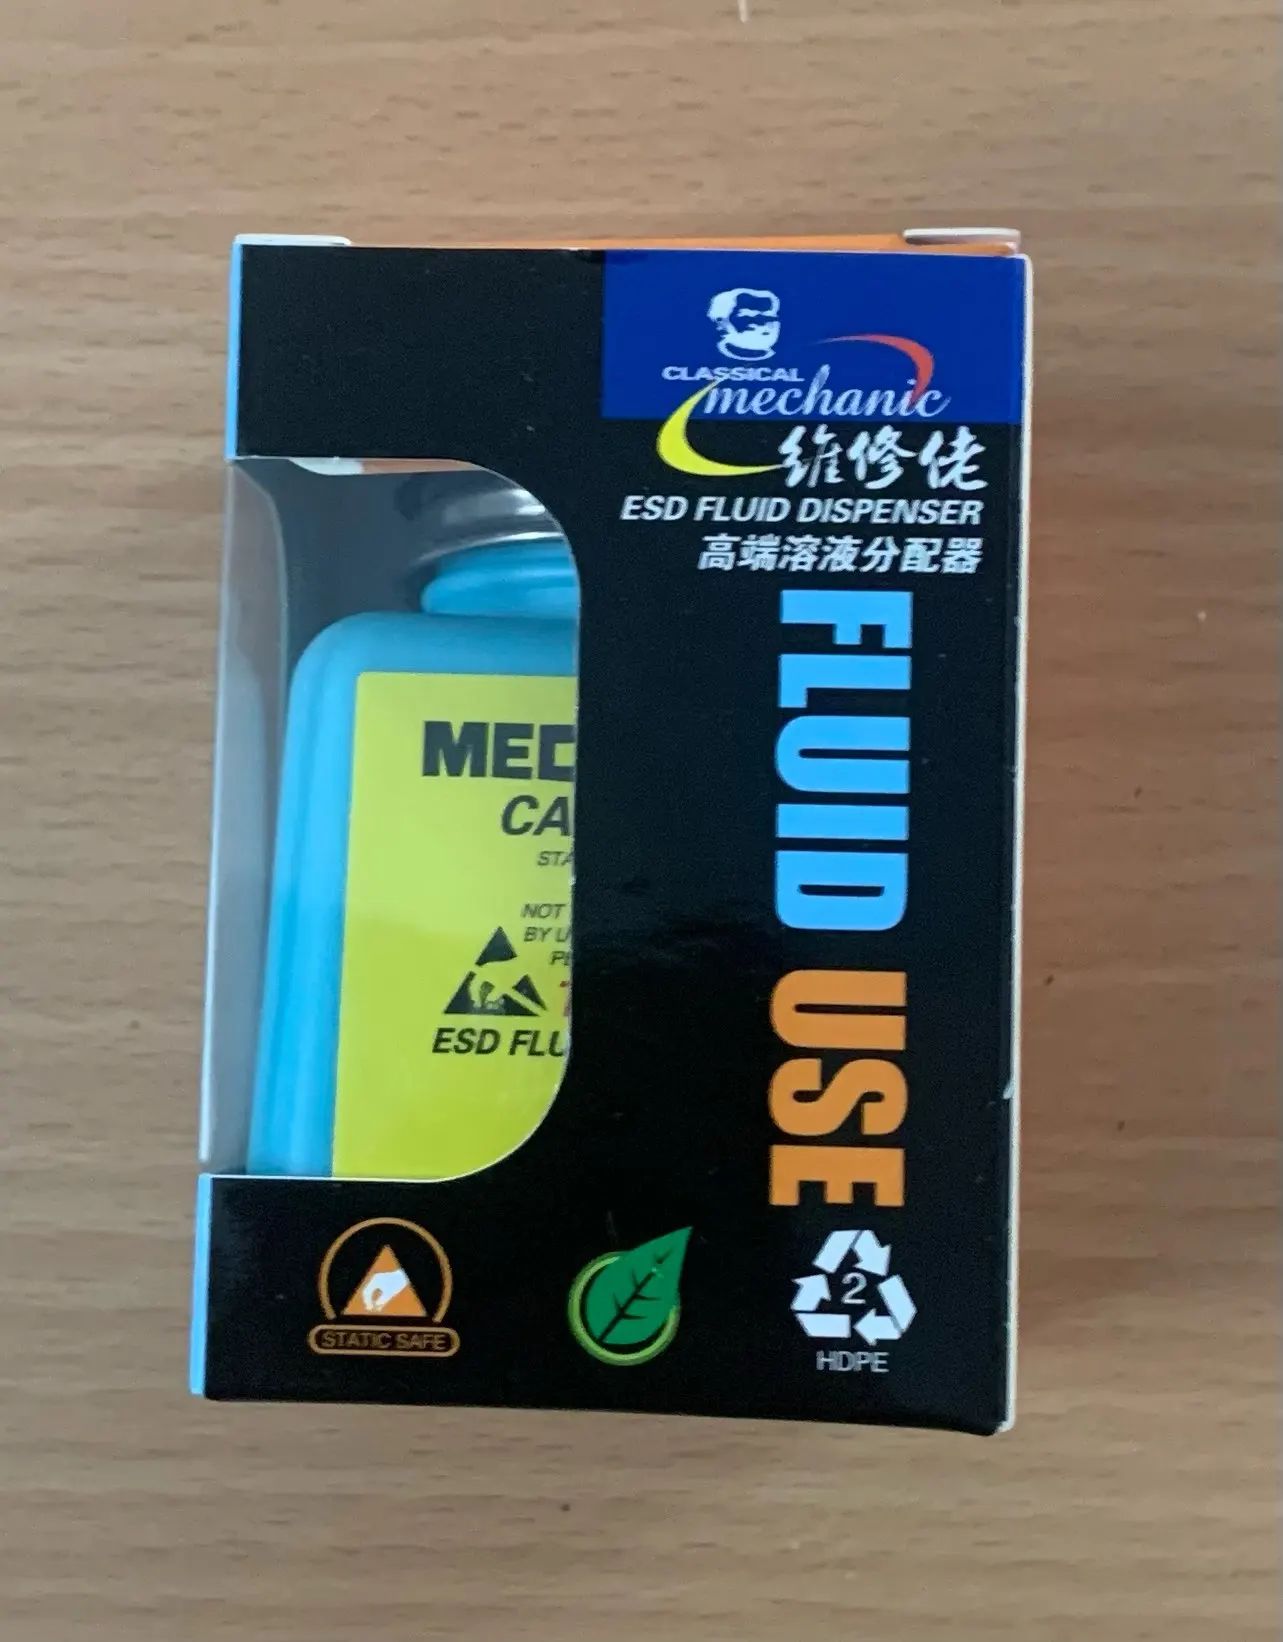 CLASSICAL
mechanic
维修佬
ESD FLUID DISPENSER
高端溶液分配器
FLUID USE
MEC
CA
STA
NOT
BY U
ESD FLU
STATIC SAFE
2
HDPE